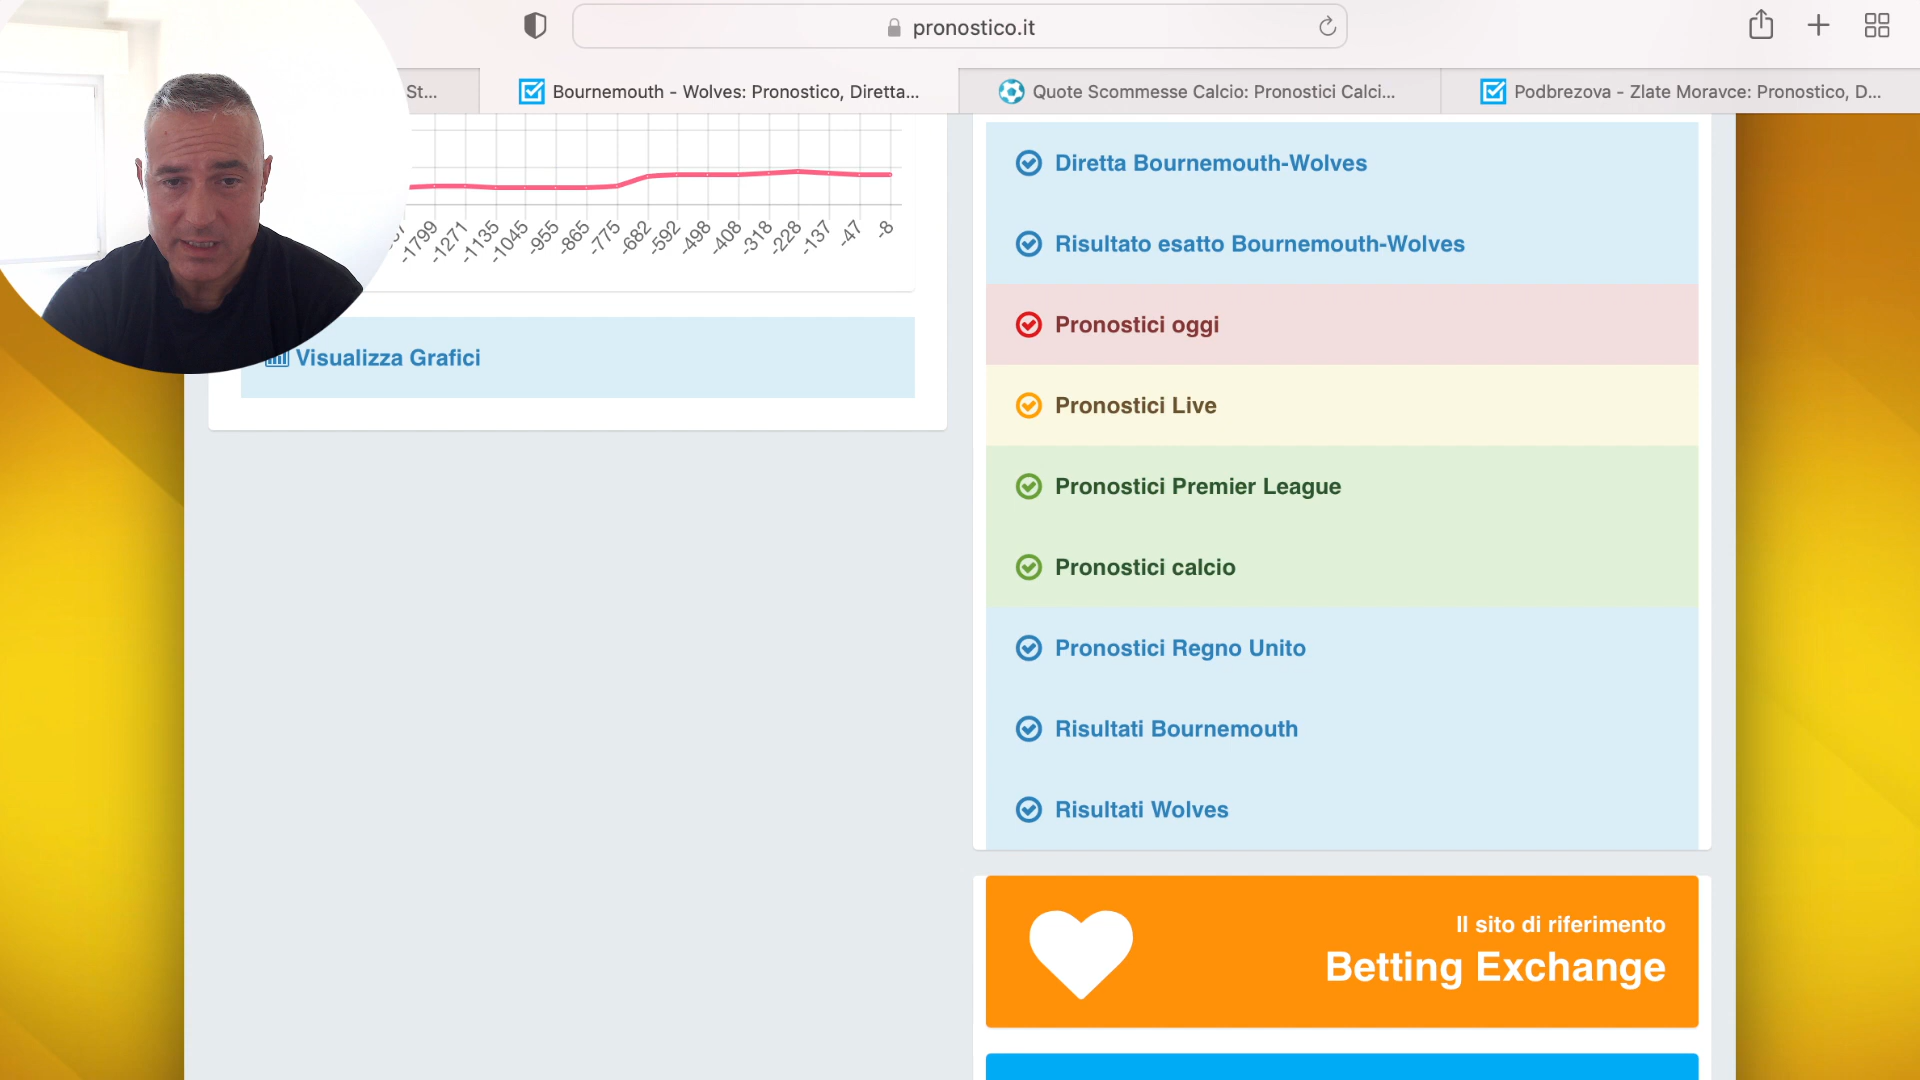 pronostico.it
St...
Bournemouth - Wolves: Pronostico, Diretta...
Quote Scommesse Calcio: Pronostici Calci...
Podbrezova - Zlate Moravce: Pronostico, D...
-1799
-1271
-1135
-1045
-955
-865
-775
-682
-592
-498
-408
-318
-228
-137
-47
-8
Visualizza Grafici
Diretta Bournemouth-Wolves
Risultato esatto Bournemouth-Wolves
Pronostici oggi
Pronostici Live
Pronostici Premier League
Pronostici calcio
Pronostici Regno Unito
Risultati Bournemouth
Risultati Wolves
Il sito di riferimento
Betting Exchange